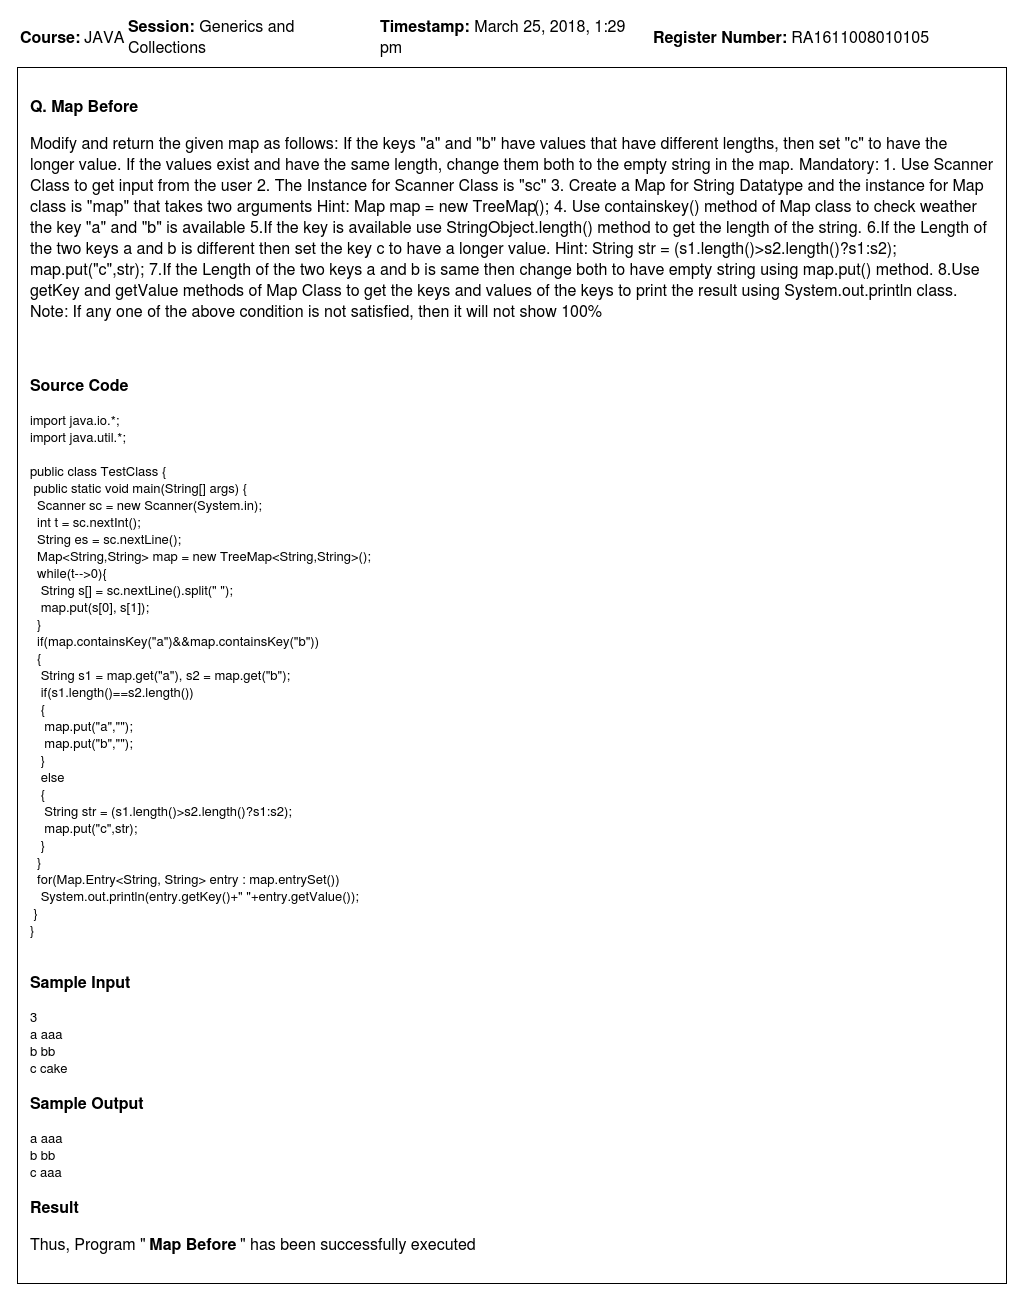 Course: JAVA Session: Generics and Collections Timestamp: March 25, 2018, 1:29 pm Register Number: RA1611008010105
Q. Map Before
Modify and return the given map as follows: If the keys "a" and "b" have values that have different lengths, then set "c" to have the
longer value. If the values exist and have the same length, change them both to the empty string in the map. Mandatory: 1. Use Scanner
Class to get input from the user 2. The Instance for Scanner Class is "sc" 3. Create a Map for String Datatype and the instance for Map
class is "map" that takes two arguments Hint: Map map = new TreeMap(); 4. Use containskey() method of Map class to check weather
the key "a" and "b" is available 5.If the key is available use StringObject.length() method to get the length of the string. 6.If the Length of
the two keys a and b is different then set the key c to have a longer value. Hint: String str = (s1.length()>s2.length()?s1:s2);
map.put("c",str); 7.If the Length of the two keys a and b is same then change both to have empty string using map.put() method. 8.Use
getKey and getValue methods of Map Class to get the keys and values of the keys to print the result using System.out.println class.
Note: If any one of the above condition is not satisfied, then it will not show 100%
Source Code
import java.io.*;
import java.util.*;
public class TestClass {
public static void main(String[] args) {
Scanner sc = new Scanner(System.in);
int t = sc.nextInt();
String es = sc.nextLine();
Map<String,String> map = new TreeMap<String,String>();
while(t-->0){
String s[] = sc.nextLine().split(" ");
map.put(s[0], s[1]);
}
if(map.containsKey("a")&&map.containsKey("b"))
{
String s1 = map.get("a"), s2 = map.get("b");
if(s1.length()==s2.length())
{
map.put("a","");
map.put("b","");
}
else
{
String str = (s1.length()>s2.length()?s1:s2);
map.put("c",str);
}
}
for(Map.Entry<String, String> entry : map.entrySet())
System.out.println(entry.getKey()+" "+entry.getValue());
}
}
Sample Input
3
a aaa
b bb
c cake
Sample Output
a aaa
b bb
c aaa
Result
Thus, Program " Map Before " has been successfully executed